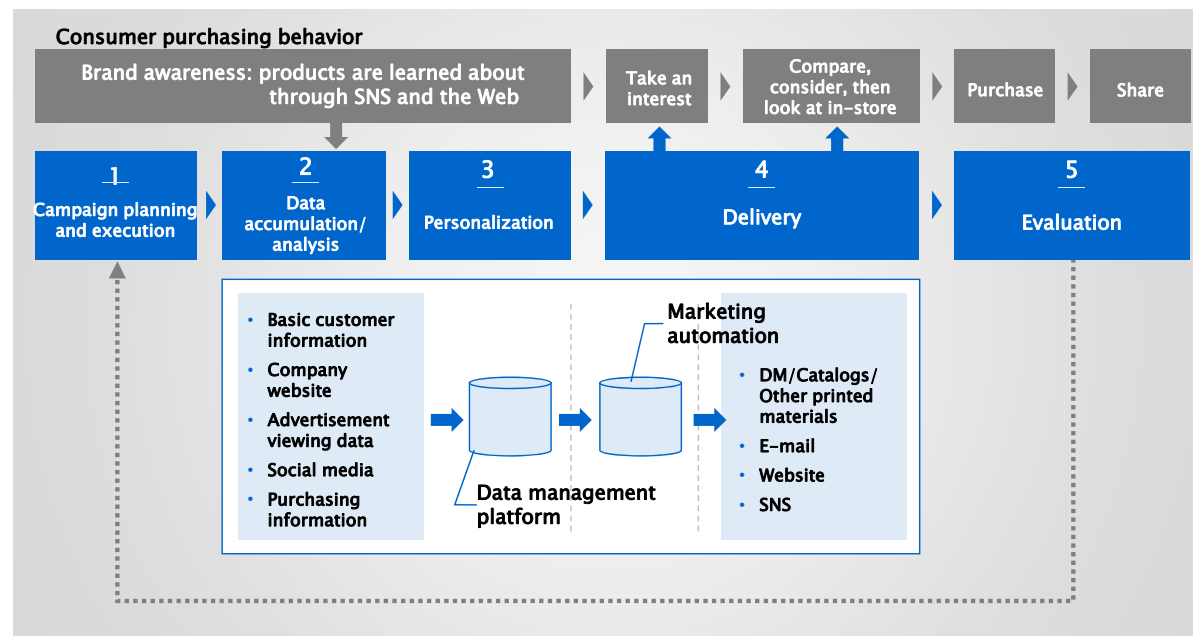 Consumer purchasing behavior
Brand awareness: products are learned about
through SNS and the Web
Take an
interest
Compare,
consider, then
look at in-store
Purchase
Share
1
Campaign planning
and execution
2
Data
accumulation/
analysis
3
Personalization
4
Delivery
5
Evaluation
• Basic customer
information
• Company
website
• Advertisement
viewing data
• Social media
• Purchasing
information
Data management
platform
Marketing
automation
• DM/Catalogs/
Other printed
materials
• E-mail
• Website
• SNS